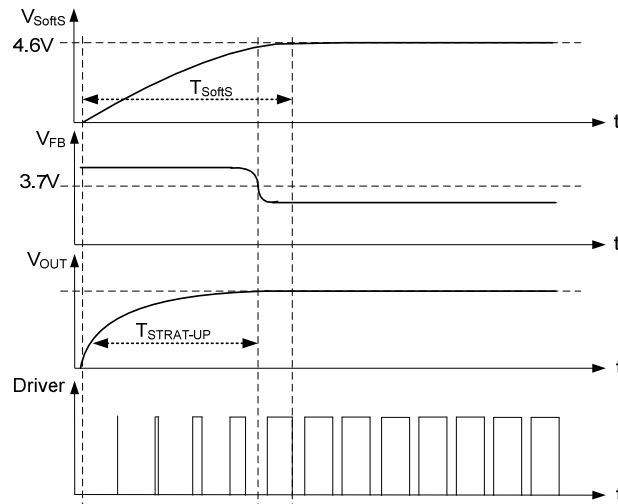 V_SoftS
4.6V
T_SoftS
t
V_FB
3.7V
t
V_OUT
T_STRAT-UP
t
Driver
t